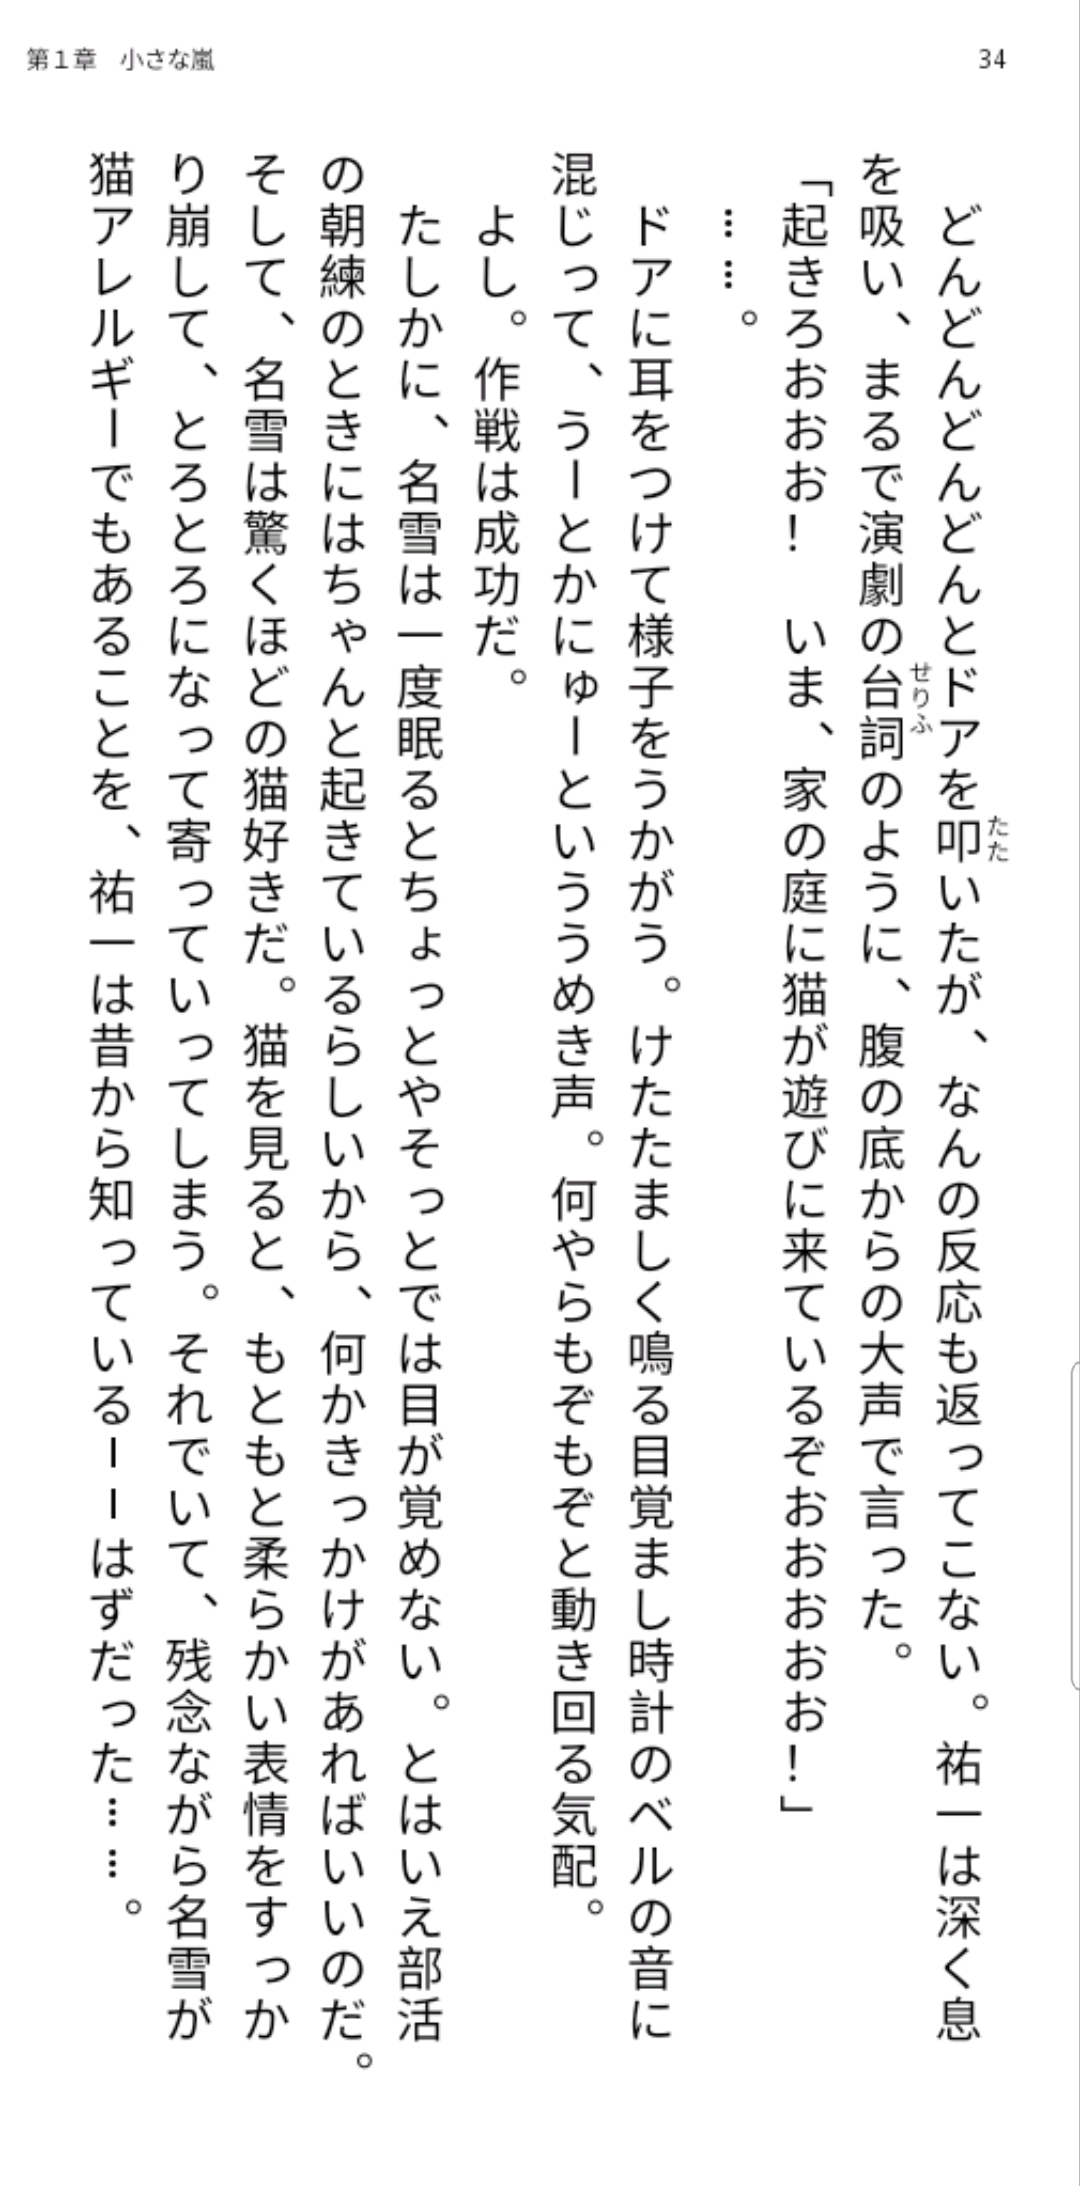 第１章　小さな嵐
34
　どんどんどんどんとドアを叩いたが、なんの反応も返ってこない。祐一は深く息
たた
を吸い、まるで演劇の台詞のように、腹の底からの大声で言った。
せりふ
「起きろおおお！　いま、家の庭に猫が遊びに来ているぞおおおおお！」
　……。
　ドアに耳をつけて様子をうかがう。けたたましく鳴る目覚まし時計のベルの音に
混じって、うーとかにゅーといううめき声。何やらもぞもぞと動き回る気配。
　よし。作戦は成功だ。
　たしかに、名雪は一度眠るとちょっとやそっとでは目が覚めない。とはいえ部活
の朝練のときにはちゃんと起きているらしいから、何かきっかけがあればいいのだ。
そして、名雪は驚くほどの猫好きだ。猫を見ると、もともと柔らかい表情をすっか
り崩して、とろとろになって寄っていってしまう。それでいて、残念ながら名雪が
猫アレルギーでもあることを、祐一は昔から知っているーーはずだった……。